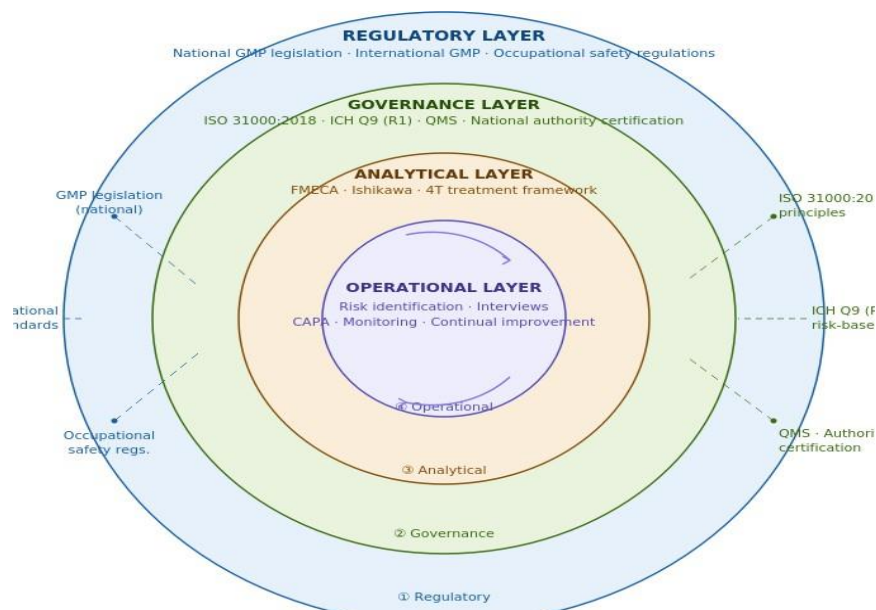 REGULATORY LAYER
National GMP legislation · International GMP · Occupational safety regulations
GOVERNANCE LAYER
ISO 31000:2018 · ICH Q9 (R1) · QMS · National authority certification
ANALYTICAL LAYER
FMECA · Ishikawa · 4T treatment framework
GMP legislation
(national)
ISO 31000:20
principles
OPERATIONAL LAYER
Risk identification · Interviews
CAPA · Monitoring · Continual improvement
ational
ndards
ICH Q9 (R
risk-base
④ Operational
Occupational
safety regs.
QMS · Authori
certification
③ Analytical
② Governance
① Regulatory